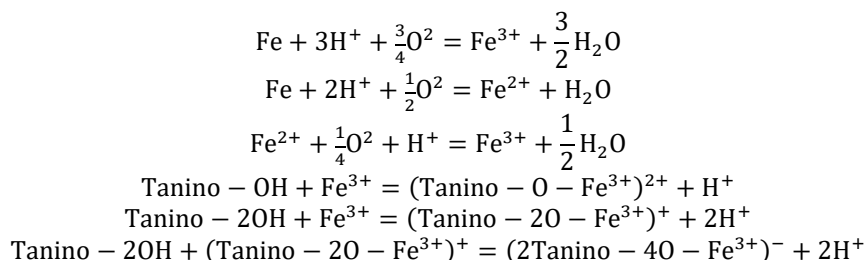 Fe + 3H⁺ + ¾O² = Fe³⁺ + 3/2 H₂O
Fe + 2H⁺ + ½O² = Fe²⁺ + H₂O
Fe²⁺ + ¼O² + H⁺ = Fe³⁺ + 1/2 H₂O
Tanino − OH + Fe³⁺ = (Tanino − O − Fe³⁺)²⁺ + H⁺
Tanino − 2OH + Fe³⁺ = (Tanino − 2O − Fe³⁺)⁺ + 2H⁺
Tanino − 2OH + (Tanino − 2O − Fe³⁺)⁺ = (2Tanino − 4O − Fe³⁺)⁻ + 2H⁺